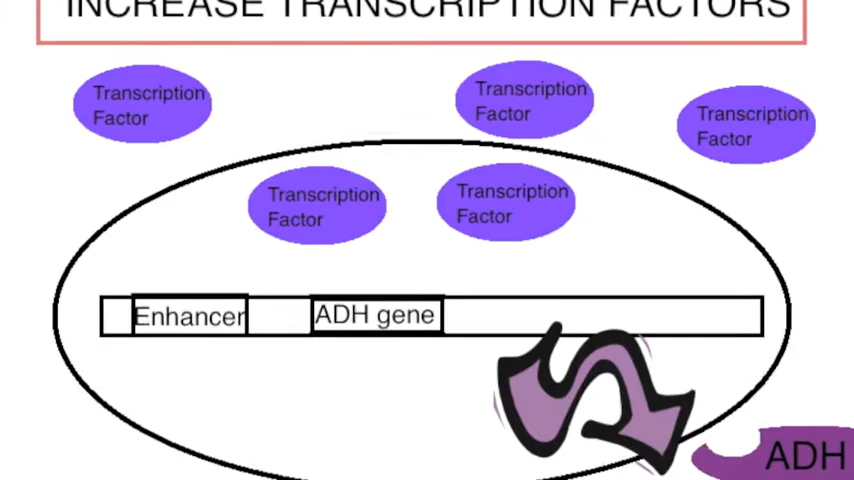 INCREASE TRANSCRIPTION FACTORS
Transcription
Factor
Transcription
Factor
Transcription
Factor
Transcription
Factor
Transcription
Factor
Enhancer
ADH gene
ADH